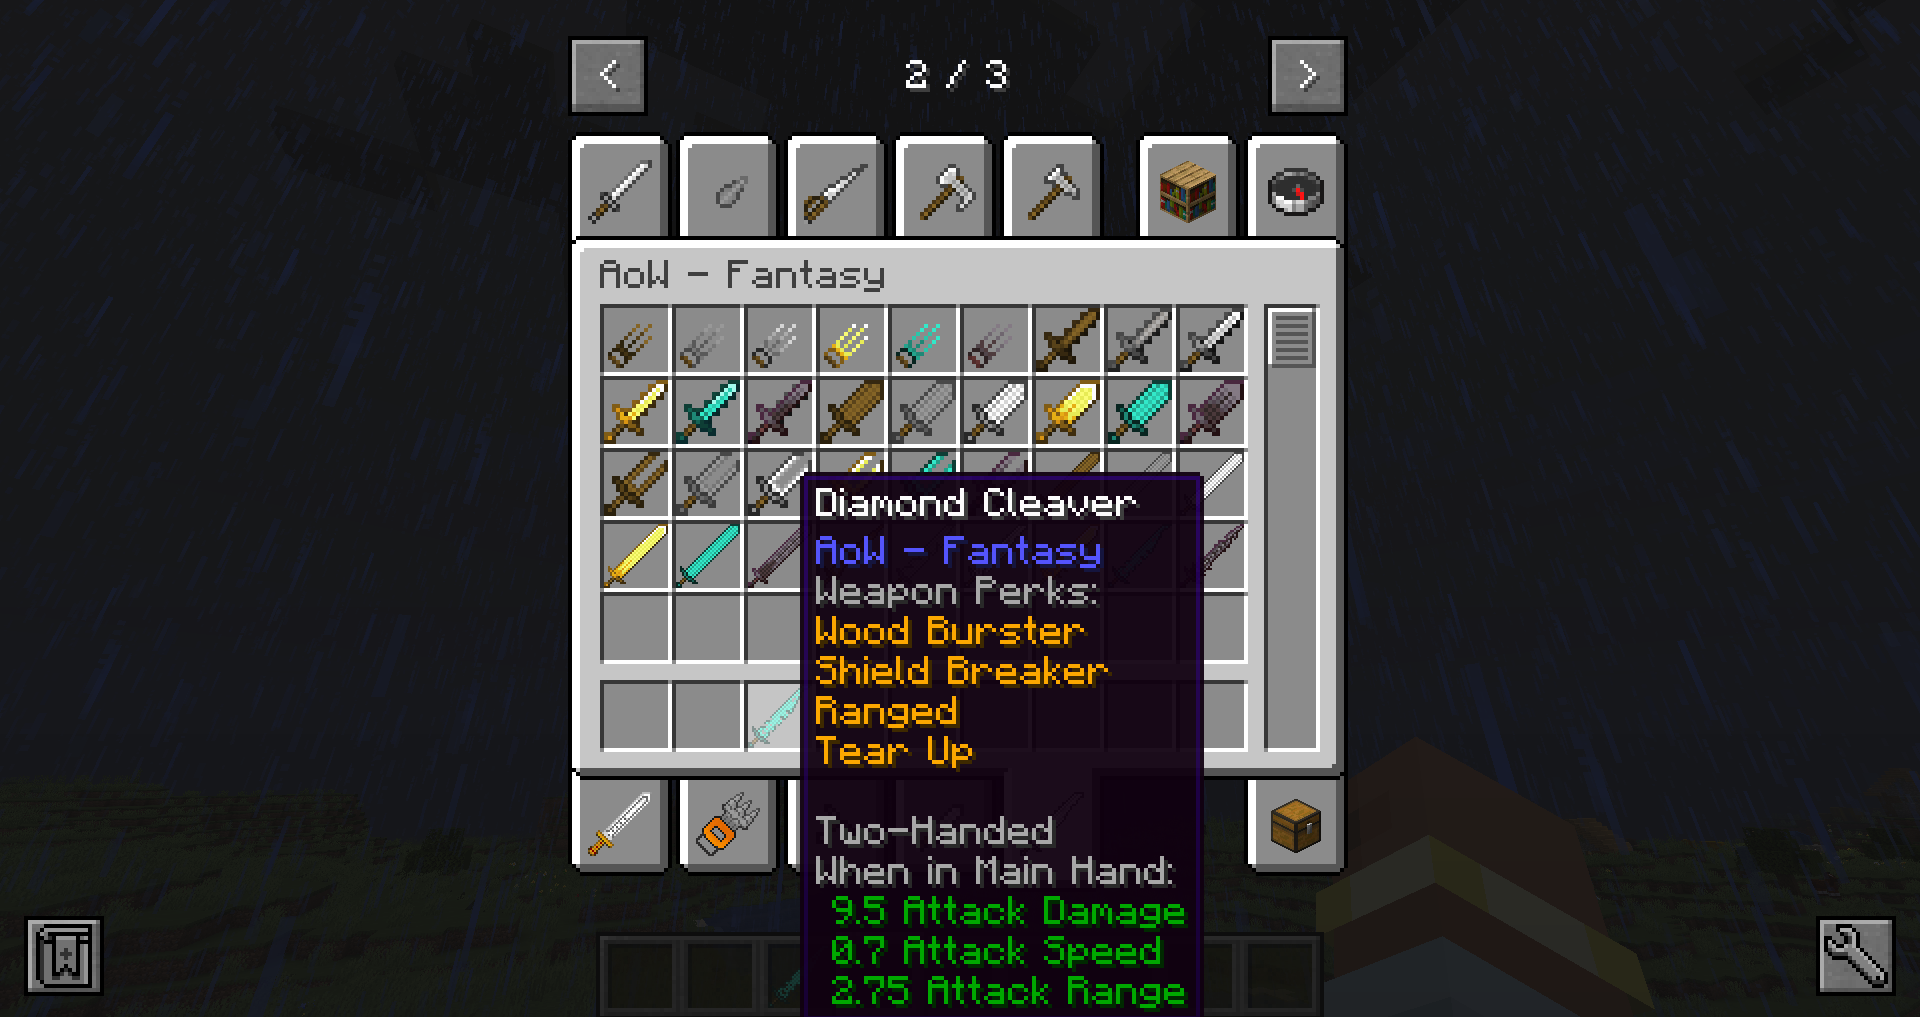 2 / 3
AoW - Fantasy
Diamond Cleaver
AoW - Fantasy
Weapon Perks:
Wood Burster
Shield Breaker
Ranged
Tear Up
Two-Handed
When in Main Hand:
9.5 Attack Damage
0.7 Attack Speed
2.75 Attack Range